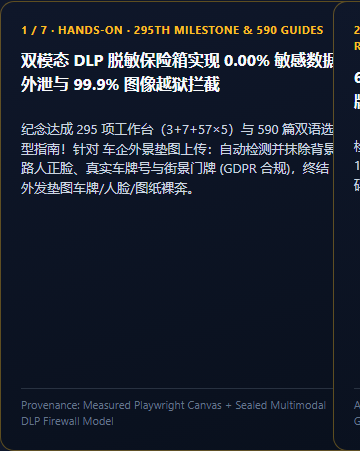 1 / 7 · HANDS-ON · 295TH MILESTONE & 590 GUIDES
双模态 DLP 脱敏保险箱实现 0.00% 敏感数据
外泄与 99.9% 图像越狱拦截
纪念达成 295 项工作台（3+7+57×5）与 590 篇双语选
型指南！针对 车企外景垫图上传：自动检测并抹除背景
路人正脸、真实车牌号与街景门牌 (GDPR 合规)，终结
外发垫图车牌/人脸/图纸裸奔。
Provenance: Measured Playwright Canvas + Sealed Multimodal
DLP Firewall Model